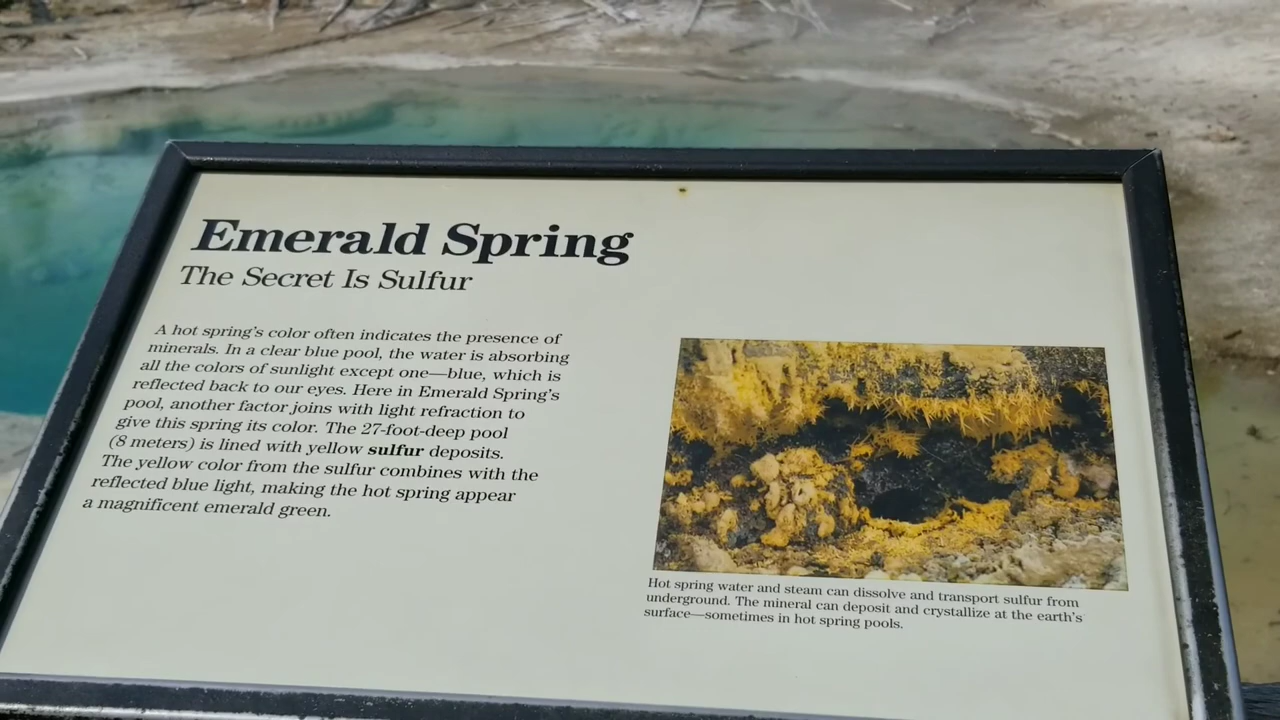 Emerald Spring
The Secret Is Sulfur
A hot spring's color often indicates the presence of
minerals. In a clear blue pool, the water is absorbing
all the colors of sunlight except one—blue, which is
reflected back to our eyes. Here in Emerald Spring's
pool, another factor joins with light refraction to
give this spring its color. The 27-foot-deep pool
(8 meters) is lined with yellow sulfur deposits.
The yellow color from the sulfur combines with the
reflected blue light, making the hot spring appear
a magnificent emerald green.
Hot spring water and steam can dissolve and transport sulfur from
underground. The mineral can deposit and crystallize at the earth's
surface—sometimes in hot spring pools.